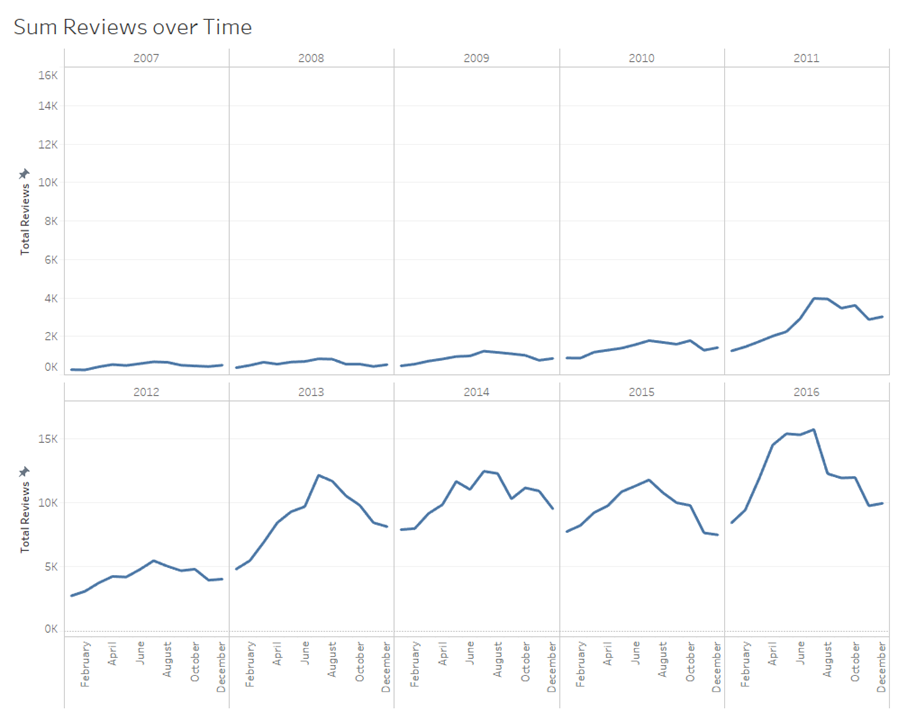 Sum Reviews over Time
2007 2008 2009 2010 2011
16K
14K
12K
10K
8K
6K
4K
2K
0K
Total Reviews
2012 2013 2014 2015 2016
15K
10K
5K
0K
Total Reviews
February April June August October December February April June August October December February April June August October December February April June August October December February April June August October December